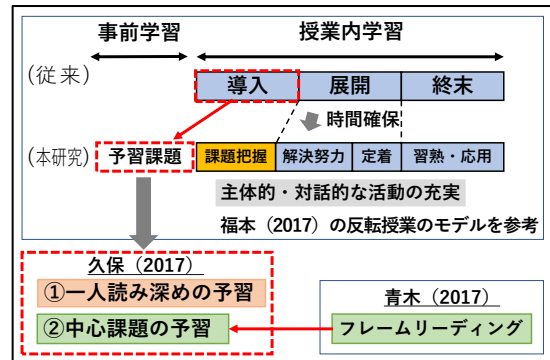 事前学習 授業内学習
(従来) 導入 展開 終末
時間確保
(本研究) 予習課題 課題把握 解決努力 定着 習熟・応用
主体的・対話的な活動の充実
福本（2017）の反転授業のモデルを参考
久保（2017）
①一人読み深めの予習
②中心課題の予習
青木（2017）
フレームリーディング